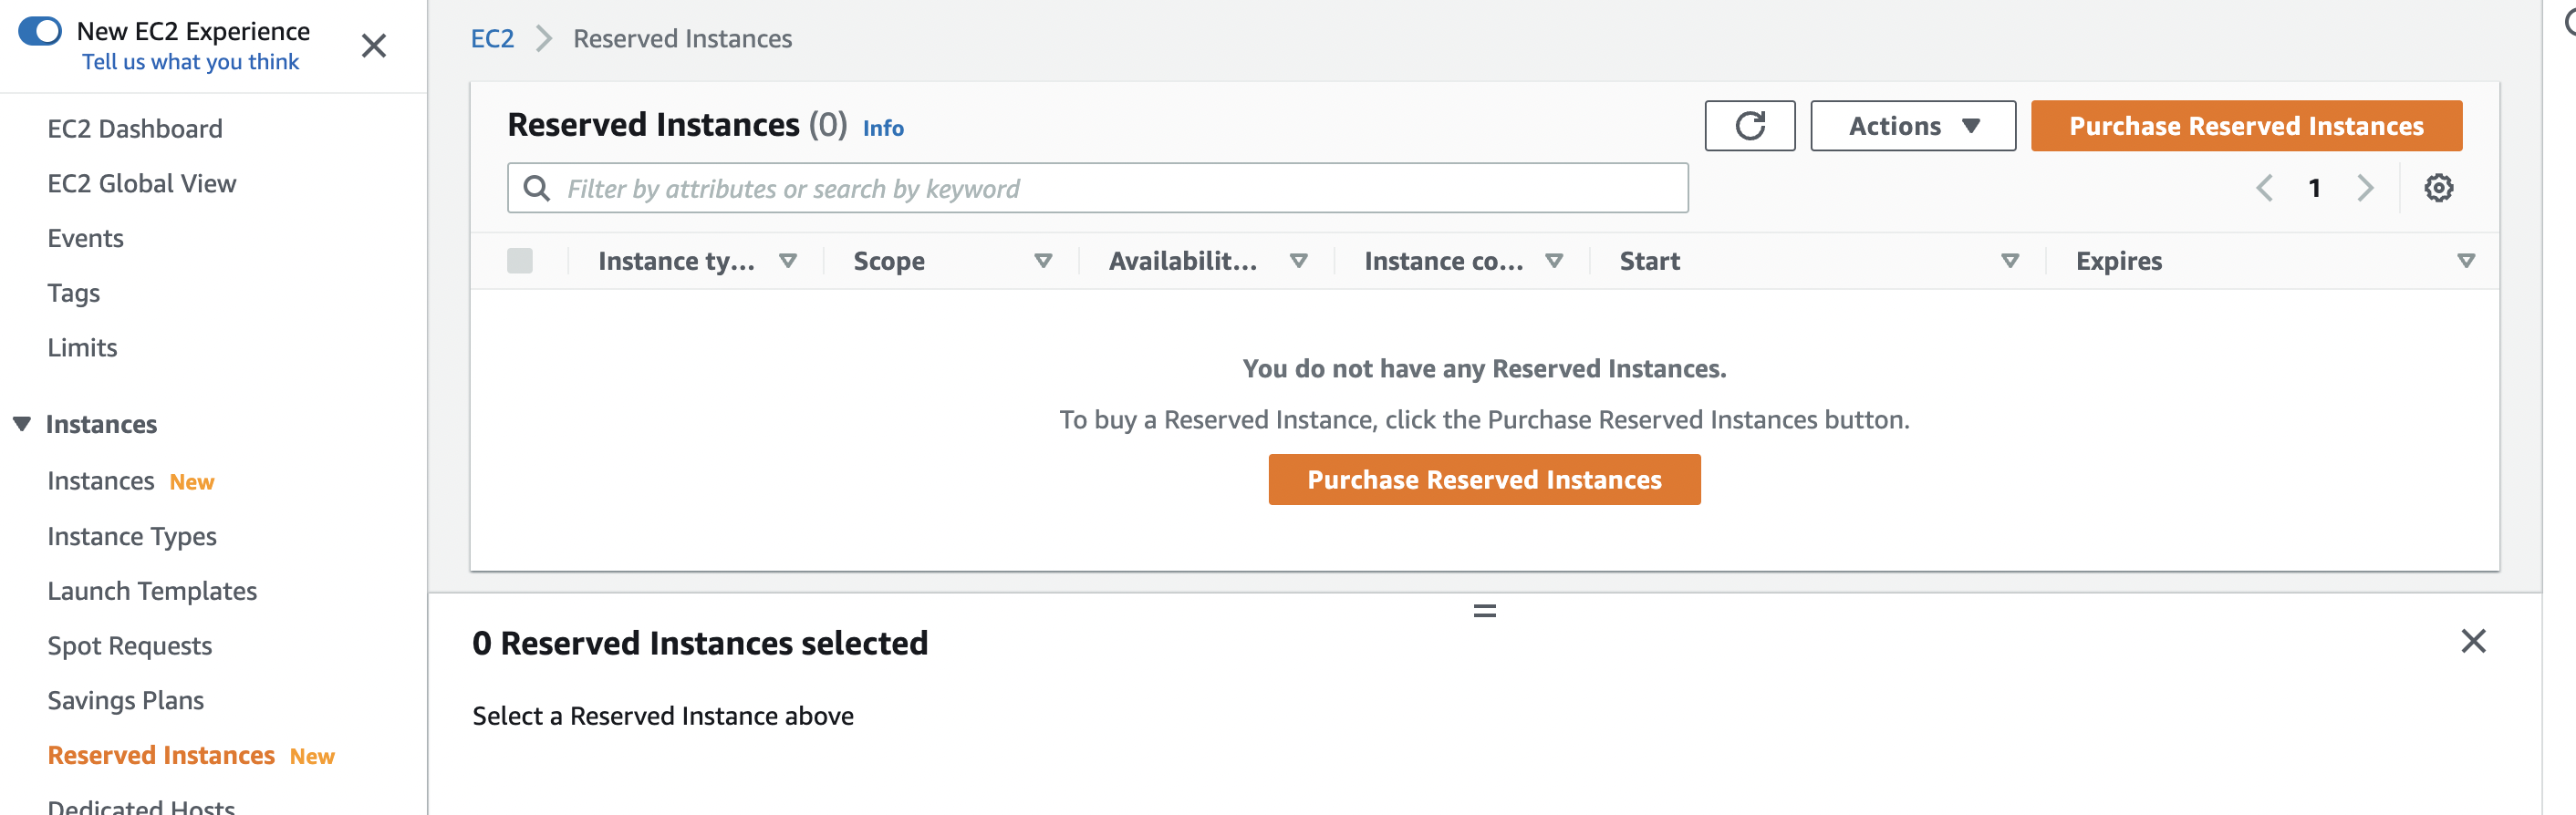 New EC2 Experience
Tell us what you think
EC2 Dashboard
EC2 Global View
Events
Tags
Limits
Instances
Instances New
Instance Types
Launch Templates
Spot Requests
Savings Plans
Reserved Instances New
Dedicated Hosts
EC2 Reserved Instances
Reserved Instances (0) Info
Actions
Purchase Reserved Instances
Filter by attributes or search by keyword
1
Instance ty... Scope Availabilit... Instance co... Start Expires
You do not have any Reserved Instances.
To buy a Reserved Instance, click the Purchase Reserved Instances button.
Purchase Reserved Instances
0 Reserved Instances selected
Select a Reserved Instance above